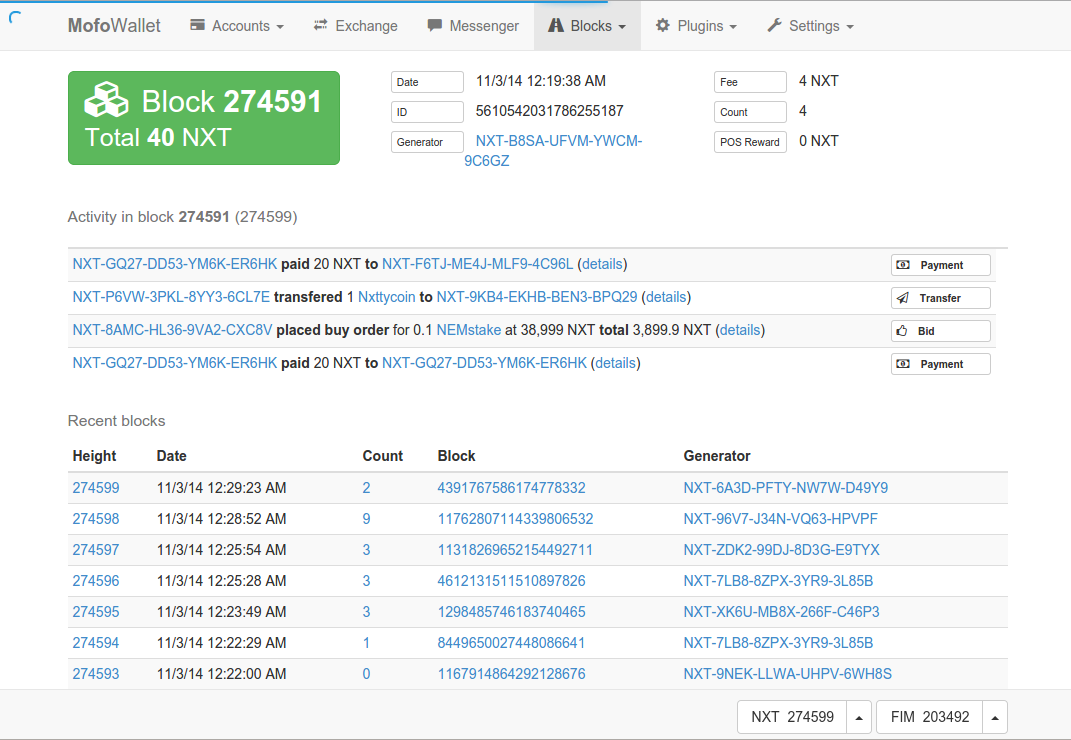 MofoWallet Accounts Exchange Messenger Blocks Plugins Settings
Block 274591
Total 40 NXT
Date 11/3/14 12:19:38 AM
ID 5610542031786255187
Generator NXT-B8SA-UFVM-YWCM-
9C6GZ
Fee 4 NXT
Count 4
POS Reward 0 NXT
Activity in block 274591 (274599)
NXT-GQ27-DD53-YM6K-ER6HK paid 20 NXT to NXT-F6TJ-ME4J-MLF9-4C96L (details) Payment
NXT-P6VW-3PKL-8YY3-6CL7E transfered 1 Nxttycoin to NXT-9KB4-EKHB-BEN3-BPQ29 (details) Transfer
NXT-8AMC-HL36-9VA2-CXC8V placed buy order for 0.1 NEMstake at 38,999 NXT total 3,899.9 NXT (details) Bid
NXT-GQ27-DD53-YM6K-ER6HK paid 20 NXT to NXT-GQ27-DD53-YM6K-ER6HK (details) Payment
Recent blocks
Height Date Count Block Generator
274599 11/3/14 12:29:23 AM 2 4391767586174778332 NXT-6A3D-PFTY-NW7W-D49Y9
274598 11/3/14 12:28:52 AM 9 11762807114339806532 NXT-96V7-J34N-VQ63-HPVPF
274597 11/3/14 12:25:54 AM 3 11318269652154492711 NXT-ZDK2-99DJ-8D3G-E9TYX
274596 11/3/14 12:25:28 AM 3 4612131511510897826 NXT-7LB8-8ZPX-3YR9-3L85B
274595 11/3/14 12:23:49 AM 3 1298485746183740465 NXT-XK6U-MB8X-266F-C46P3
274594 11/3/14 12:22:29 AM 1 8449650027448086641 NXT-7LB8-8ZPX-3YR9-3L85B
274593 11/3/14 12:22:00 AM 0 1167914864292128676 NXT-9NEK-LLWA-UHPV-6WH8S
NXT 274599 FIM 203492